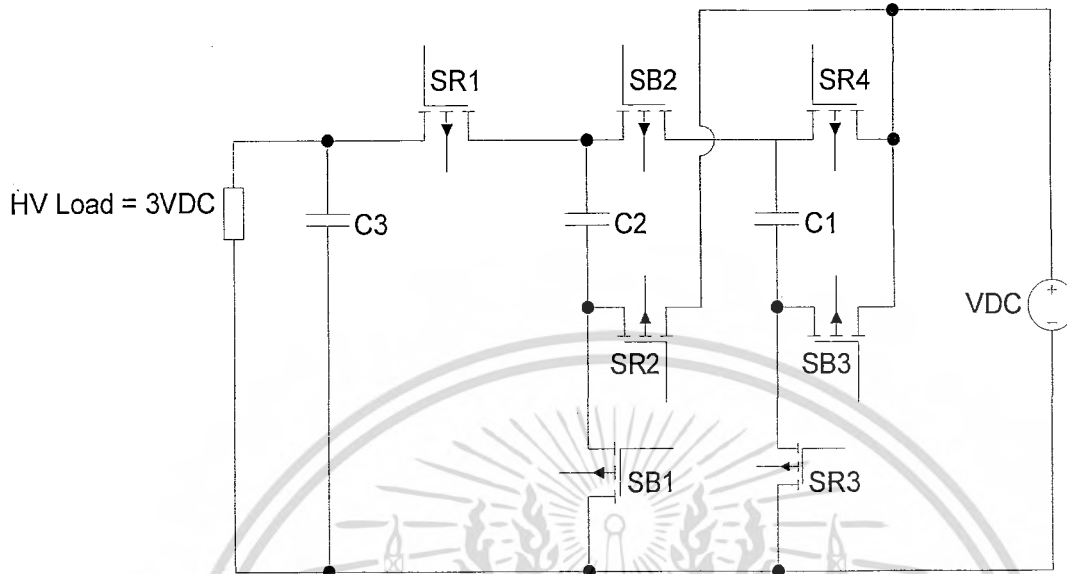 SR1
SB2
SR4
HV Load = 3VDC
C3
C2
C1
VDC
+
-
SR2
SB3
SB1
SR3